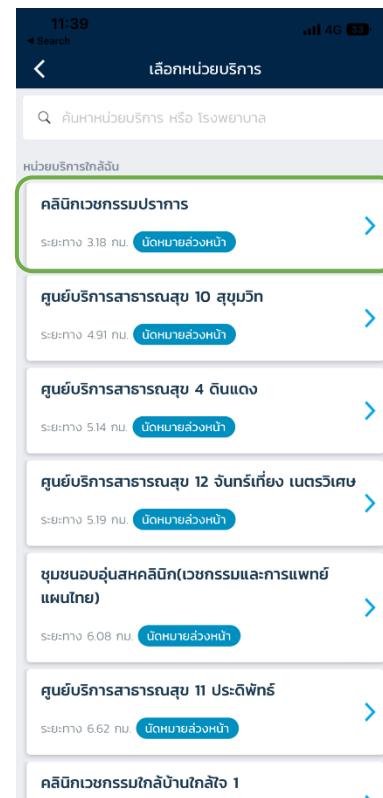 11:39
4G 33
◄ Search
เลือกหน่วยบริการ
ค้นหาหน่วยบริการ หรือ โรงพยาบาล
หน่วยบริการใกล้ฉัน
คลินิกเวชกรรมปราการ
ระยะทาง 3.18 กม. นัดหมายล่วงหน้า
ศูนย์บริการสาธารณสุข 10 สุขุมวิท
ระยะทาง 4.91 กม. นัดหมายล่วงหน้า
ศูนย์บริการสาธารณสุข 4 ดินแดง
ระยะทาง 5.14 กม. นัดหมายล่วงหน้า
ศูนย์บริการสาธารณสุข 12 จันทร์เที่ยง เนตรวิเศษ
ระยะทาง 5.19 กม. นัดหมายล่วงหน้า
ชุมชนอบอุ่นสหคลินิก(เวชกรรมและการแพทย์
แผนไทย)
ระยะทาง 6.08 กม. นัดหมายล่วงหน้า
ศูนย์บริการสาธารณสุข 11 ประดิพัทธ์
ระยะทาง 6.62 กม. นัดหมายล่วงหน้า
คลินิกเวชกรรมใกล้บ้านใกล้ใจ 1